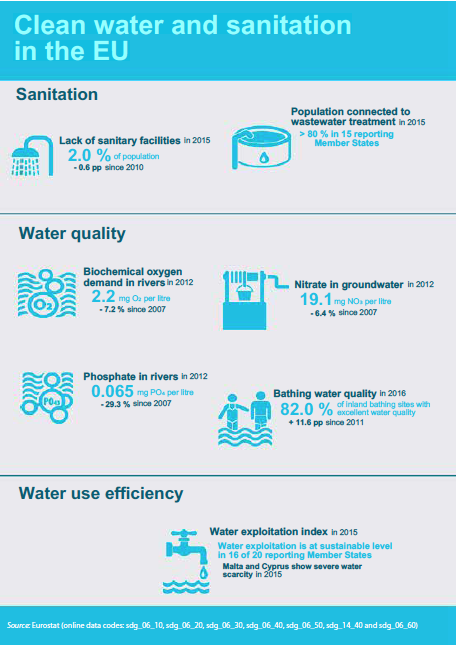 Clean water and sanitation
in the EU
Sanitation
Lack of sanitary facilities in 2015
2.0 % of population
- 0.6 pp since 2010
Population connected to
wastewater treatment in 2015
> 80 % in 15 reporting
Member States
Water quality
Biochemical oxygen
demand in rivers in 2012
2.2 mg O₂ per litre
- 7.2 % since 2007
O₂
Nitrate in groundwater in 2012
19.1 mg NO₃ per litre
- 6.4 % since 2007
Phosphate in rivers in 2012
0.065 mg PO₄ per litre
- 29.3 % since 2007
PO₄₃
Bathing water quality in 2016
82.0 % of inland bathing sites with
excellent water quality
+ 11.6 pp since 2011
Water use efficiency
Water exploitation index in 2015
Water exploitation is at sustainable level
in 16 of 20 reporting Member States
Malta and Cyprus show severe water
scarcity in 2015
Source: Eurostat (online data codes: sdg_06_10, sdg_06_20, sdg_06_30, sdg_06_40, sdg_06_50, sdg_14_40 and sdg_06_60)